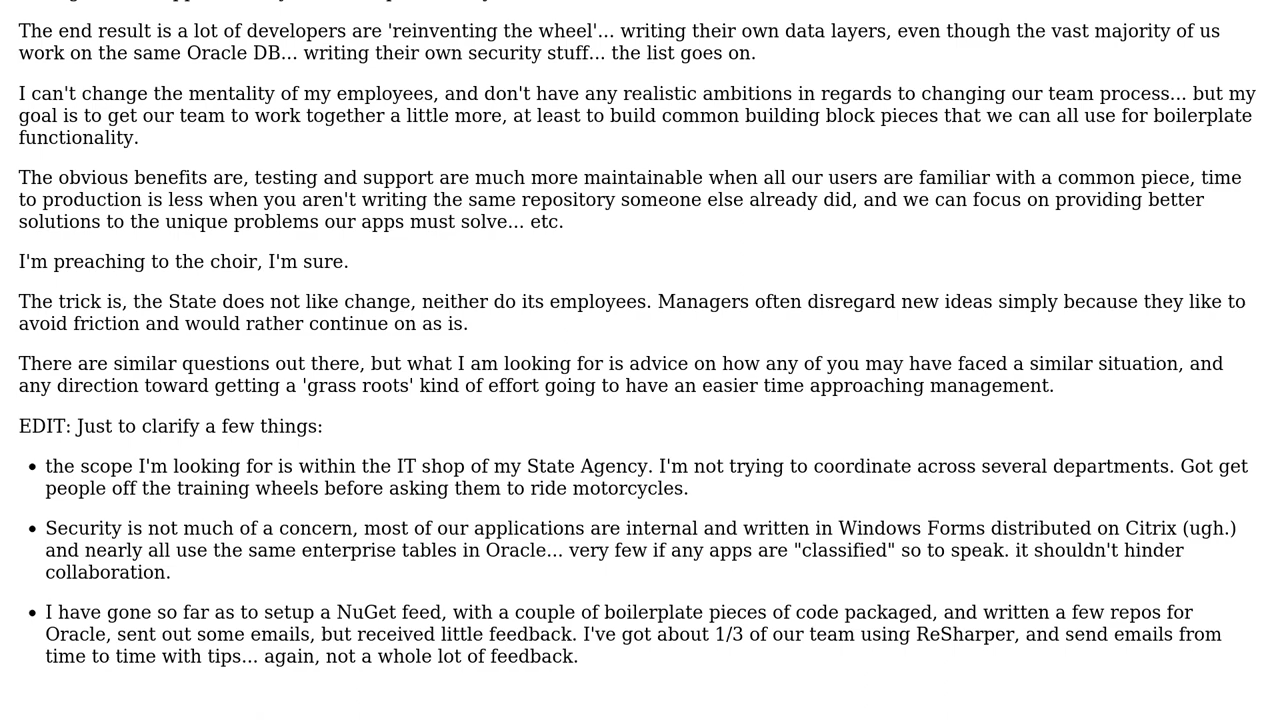 The end result is a lot of developers are 'reinventing the wheel'... writing their own data layers, even though the vast majority of us
work on the same Oracle DB... writing their own security stuff... the list goes on.
I can't change the mentality of my employees, and don't have any realistic ambitions in regards to changing our team process... but my
goal is to get our team to work together a little more, at least to build common building block pieces that we can all use for boilerplate
functionality.
The obvious benefits are, testing and support are much more maintainable when all our users are familiar with a common piece, time
to production is less when you aren't writing the same repository someone else already did, and we can focus on providing better
solutions to the unique problems our apps must solve... etc.
I'm preaching to the choir, I'm sure.
The trick is, the State does not like change, neither do its employees. Managers often disregard new ideas simply because they like to
avoid friction and would rather continue on as is.
There are similar questions out there, but what I am looking for is advice on how any of you may have faced a similar situation, and
any direction toward getting a 'grass roots' kind of effort going to have an easier time approaching management.
EDIT: Just to clarify a few things:
• the scope I'm looking for is within the IT shop of my State Agency. I'm not trying to coordinate across several departments. Got get
people off the training wheels before asking them to ride motorcycles.
• Security is not much of a concern, most of our applications are internal and written in Windows Forms distributed on Citrix (ugh.)
and nearly all use the same enterprise tables in Oracle... very few if any apps are "classified" so to speak. it shouldn't hinder
collaboration.
• I have gone so far as to setup a NuGet feed, with a couple of boilerplate pieces of code packaged, and written a few repos for
Oracle, sent out some emails, but received little feedback. I've got about 1/3 of our team using ReSharper, and send emails from
time to time with tips... again, not a whole lot of feedback.